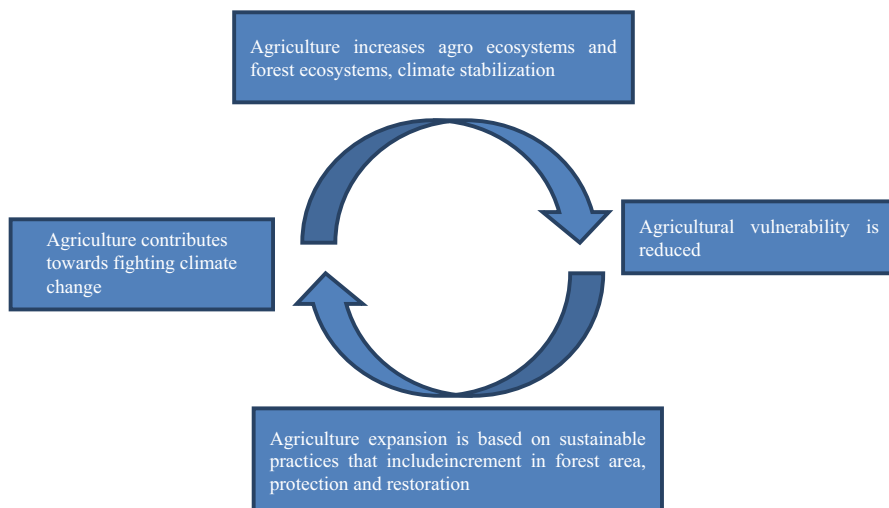 Agriculture increases agro ecosystems and
forest ecosystems, climate stabilization
Agricultural vulnerability is
reduced
Agriculture contributes
towards fighting climate
change
Agriculture expansion is based on sustainable
practices that includeincrement in forest area,
protection and restoration